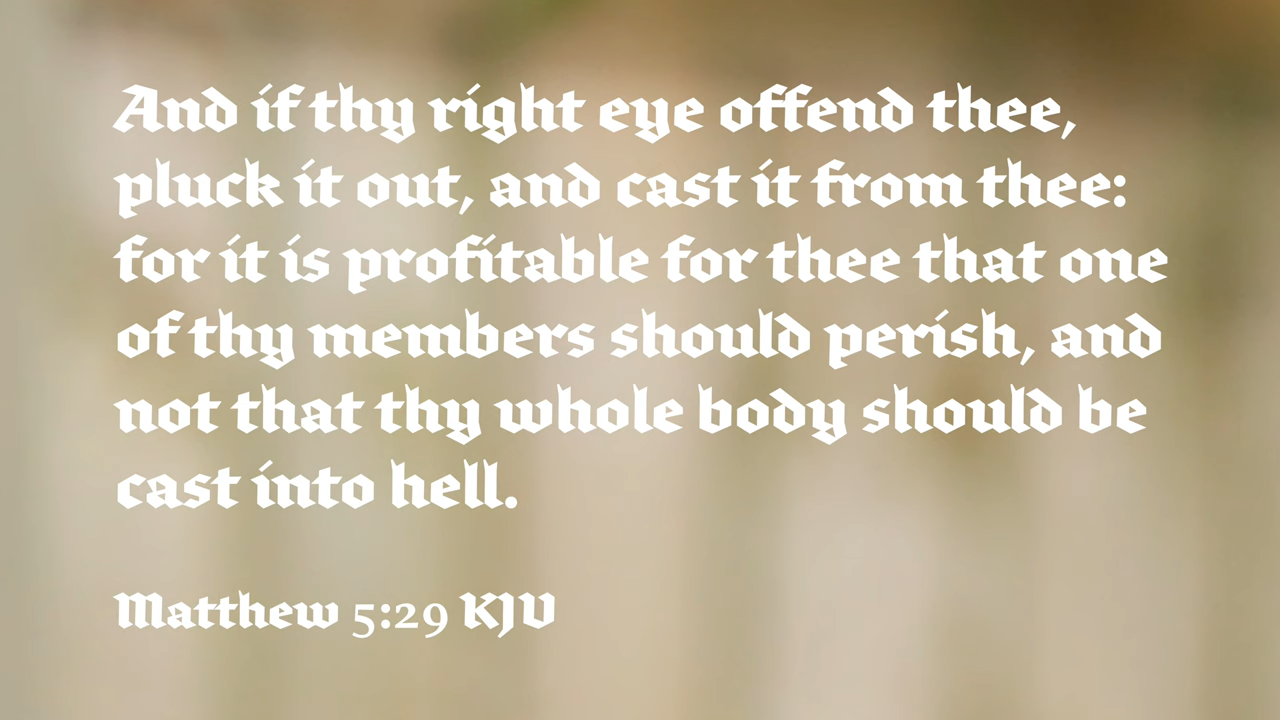 And if thy right eye offend thee,
pluck it out, and cast it from thee:
for it is profitable for thee that one
of thy members should perish, and
not that thy whole body should be
cast into hell.
Matthew 5:29 KJV